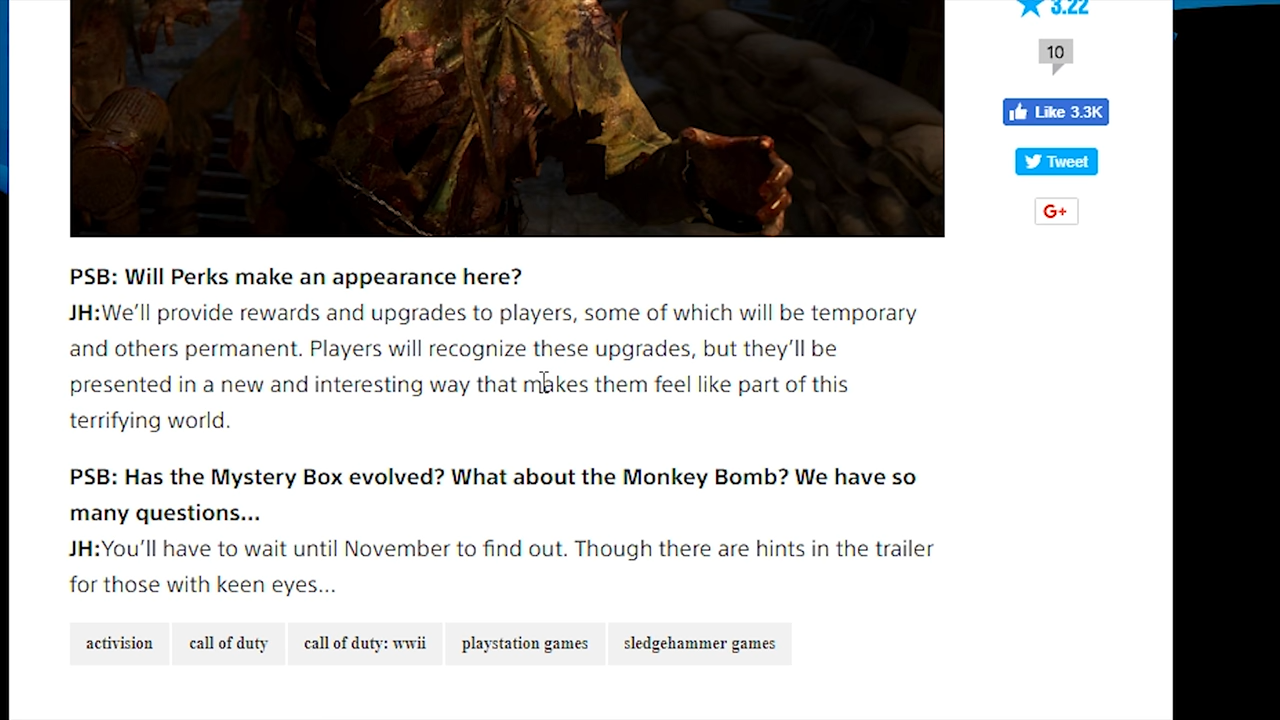 3.22
10
Like 3.3K
Tweet
G+
PSB: Will Perks make an appearance here?
JH:We’ll provide rewards and upgrades to players, some of which will be temporary
and others permanent. Players will recognize these upgrades, but they’ll be
presented in a new and interesting way that makes them feel like part of this
terrifying world.
PSB: Has the Mystery Box evolved? What about the Monkey Bomb? We have so
many questions…
JH:You’ll have to wait until November to find out. Though there are hints in the trailer
for those with keen eyes…
activision call of duty call of duty: wwii playstation games sledgehammer games